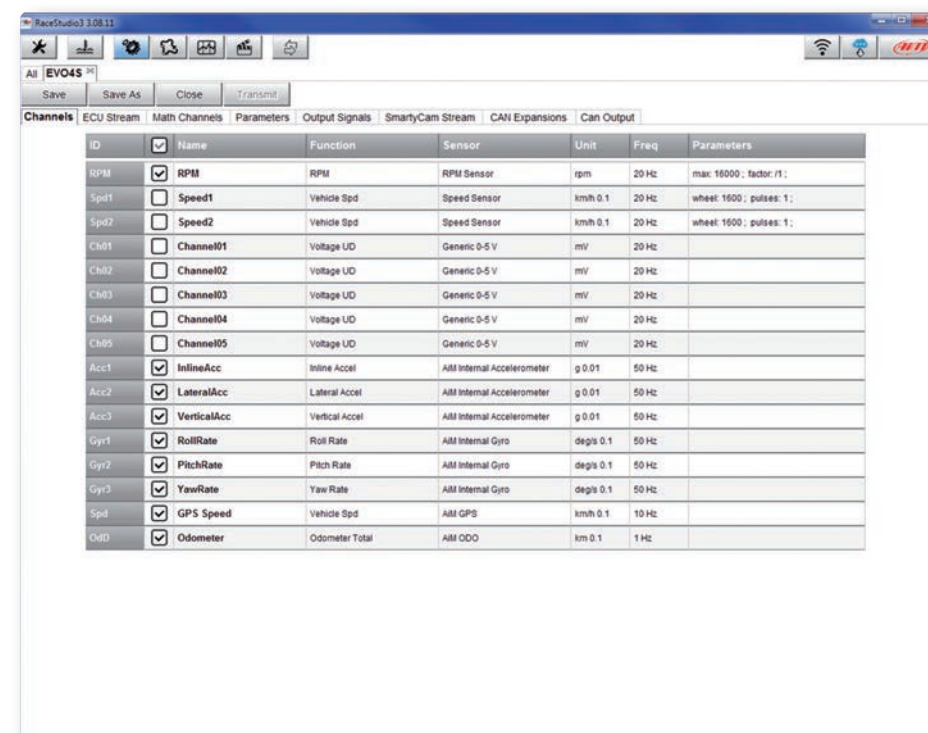 RaceStudio3 3.08.11
AiM
All EVO4S
Save Save As Close Transmit
Channels ECU Stream Math Channels Parameters Output Signals SmartyCam Stream CAN Expansions Can Output
ID Name Function Sensor Unit Freq Parameters
RPM RPM RPM RPM Sensor rpm 20 Hz max: 16000 ; factor: /1 ;
Spd1 Speed1 Vehicle Spd Speed Sensor km/h 0.1 20 Hz wheel: 1600 ; pulses: 1 ;
Spd2 Speed2 Vehicle Spd Speed Sensor km/h 0.1 20 Hz wheel: 1600 ; pulses: 1 ;
Ch01 Channel01 Voltage UD Generic 0-5 V mV 20 Hz
Ch02 Channel02 Voltage UD Generic 0-5 V mV 20 Hz
Ch03 Channel03 Voltage UD Generic 0-5 V mV 20 Hz
Ch04 Channel04 Voltage UD Generic 0-5 V mV 20 Hz
Ch05 Channel05 Voltage UD Generic 0-5 V mV 20 Hz
Acc1 InlineAcc Inline Accel AiM Internal Accelerometer g 0.01 50 Hz
Acc2 LateralAcc Lateral Accel AiM Internal Accelerometer g 0.01 50 Hz
Acc3 VerticalAcc Vertical Accel AiM Internal Accelerometer g 0.01 50 Hz
Gyr1 RollRate Roll Rate AiM Internal Gyro deg/s 0.1 50 Hz
Gyr2 PitchRate Pitch Rate AiM Internal Gyro deg/s 0.1 50 Hz
Gyr3 YawRate Yaw Rate AiM Internal Gyro deg/s 0.1 50 Hz
Spd GPS Speed Vehicle Spd AiM GPS km/h 0.1 10 Hz
OdD Odometer Odometer Total AiM ODO km 0.1 1 Hz